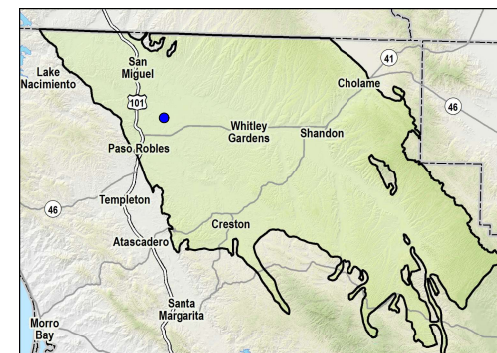 San
Miguel
41
Lake
Nacimiento
Cholame
101
46
Whitley
Gardens
Shandon
Paso Robles
Templeton
46
Creston
Atascadero
Santa
Margarita
Morro
Bay